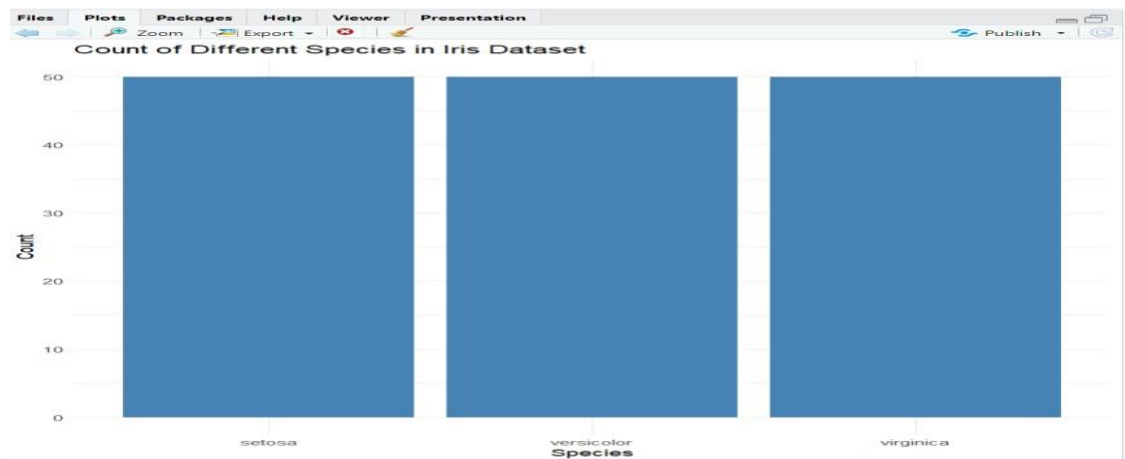 Files Plots Packages Help Viewer Presentation
Zoom Export Publish
Count of Different Species in Iris Dataset
50
40
30
20
10
0
Count
setosa versicolor virginica
Species